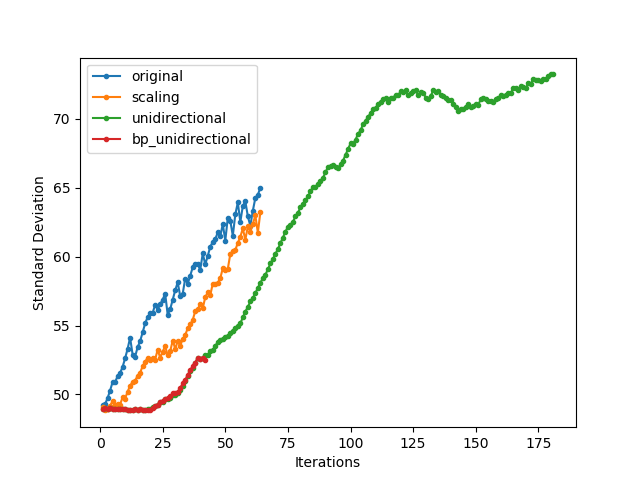 original
scaling
unidirectional
bp_unidirectional
70
65
60
55
50
Standard Deviation
0 25 50 75 100 125 150 175
Iterations